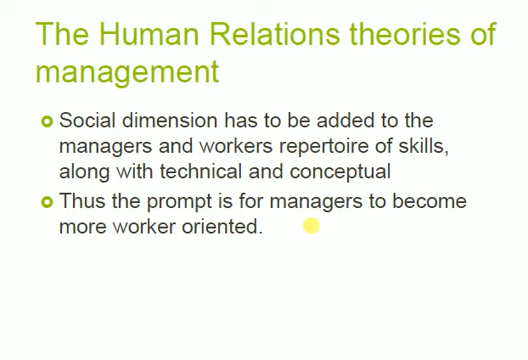 The Human Relations theories of
management
Social dimension has to be added to the
managers and workers repertoire of skills,
along with technical and conceptual
Thus the prompt is for managers to become
more worker oriented.